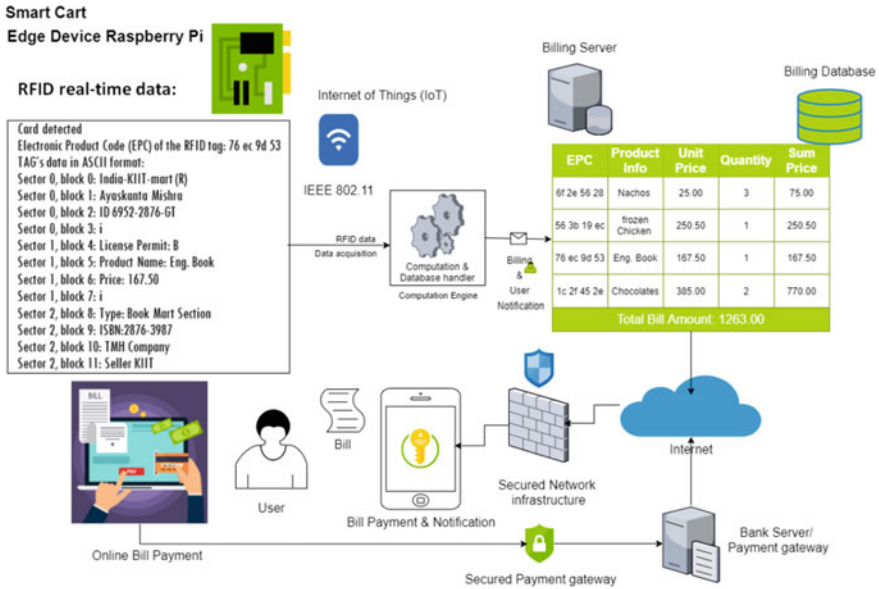 Smart Cart
Edge Device Raspberry Pi
RFID real-time data:
Card detected
Electronic Product Code (EPC) of the RFID tag: 76 ec 9d 53
TAG's data in ASCII format:
Sector 0, block 0: India-KIIT-mart (R)
Sector 0, block 1: Ayaskanta Mishra
Sector 0, block 2: ID 6952-2876-GT
Sector 0, block 3: i
Sector 1, block 4: License Permit: B
Sector 1, block 5: Product Name: Eng. Book
Sector 1, block 6: Price: 167.50
Sector 1, block 7: i
Sector 2, block 8: Type: Book Mart Section
Sector 2, block 9: ISBN:2876-3987
Sector 2, block 10: TMH Company
Sector 2, block 11: Seller KIIT
Internet of Things (IoT)
IEEE 802.11
RFID data
Data acquisition
Computation &
Database handler
Computation Engine
Billing
&
User
Notification
Billing Server
Billing Database
EPC Product Info Unit Price Quantity Sum Price
6f 2e 56 28 Nachos 25.00 3 75.00
56 3b 19 ec frozen Chicken 250.50 1 250.50
76 ec 9d 53 Eng. Book 167.50 1 167.50
1c 2f 45 2e Chocolates 385.00 2 770.00
Total Bill Amount: 1263.00
Internet
Secured Network
infrastructure
Bill Payment & Notification
Bill
User
BILL
PAY
Online Bill Payment
Secured Payment gateway
Bank Server/
Payment gateway